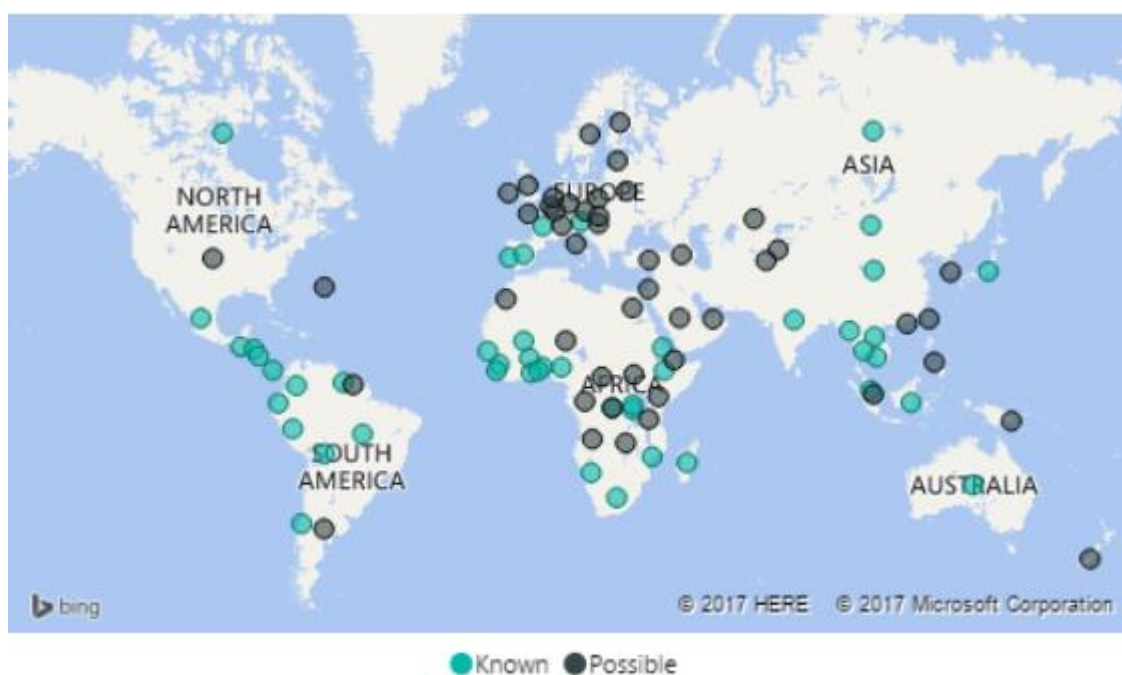 NORTH
AMERICA
EUROPE
ASIA
AFRICA
SOUTH
AMERICA
AUSTRALIA
bing
© 2017 HERE © 2017 Microsoft Corporation
Known Possible